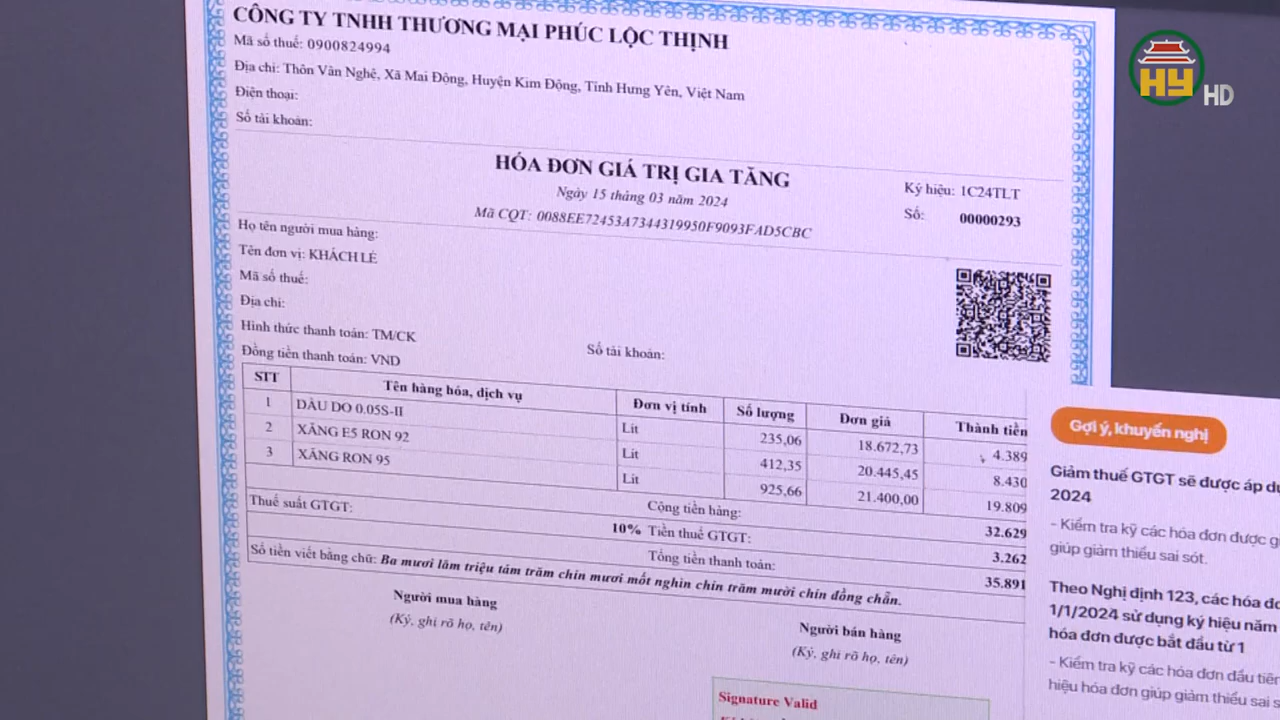 CÔNG TY TNHH THƯƠNG MẠI PHÚC LỘC THỊNH
Mã số thuế: 0900824994
Địa chỉ: Thôn Vân Nghệ, Xã Mai Động, Huyện Kim Động, Tỉnh Hưng Yên, Việt Nam
Điện thoại:
Số tài khoản:
HÓA ĐƠN GIÁ TRỊ GIA TĂNG
Ngày 15 tháng 03 năm 2024
Mã CQT: 0088EE72453A7344319950F9093FAD5CBC
Ký hiệu: 1C24TLT
Số: 00000293
Họ tên người mua hàng:
Tên đơn vị: KHÁCH LẺ
Mã số thuế:
Địa chỉ:
Hình thức thanh toán: TM/CK
Số tài khoản:
Đồng tiền thanh toán: VND
STT Tên hàng hóa, dịch vụ Đơn vị tính Số lượng Đơn giá Thành tiền
1 DẦU DO 0.05S-II Lít 235,06 18.672,73 4.389
2 XĂNG E5 RON 92 Lít 412,35 20.445,45 8.430
3 XĂNG RON 95 Lít 925,66 21.400,00 19.809
Cộng tiền hàng: 32.629
Thuế suất GTGT: 10% Tiền thuế GTGT: 3.262
Tổng tiền thanh toán: 35.891
Số tiền viết bằng chữ: Ba mươi lăm triệu tám trăm chín mươi mốt nghìn chín trăm mười chín đồng chẵn.
Người mua hàng
(Ký, ghi rõ họ, tên)
Người bán hàng
(Ký, ghi rõ họ, tên)
Signature Valid
HY HD
Gợi ý, khuyến nghị
Giảm thuế GTGT sẽ được áp dụ
2024
- Kiểm tra kỹ các hóa đơn được gi
giúp giảm thiểu sai sót.
Theo Nghị định 123, các hóa đơ
1/1/2024 sử dụng ký hiệu năm
hóa đơn được bắt đầu từ 1
- Kiểm tra kỹ các hóa đơn đầu tiên
hiệu hóa đơn giúp giảm thiểu sai s